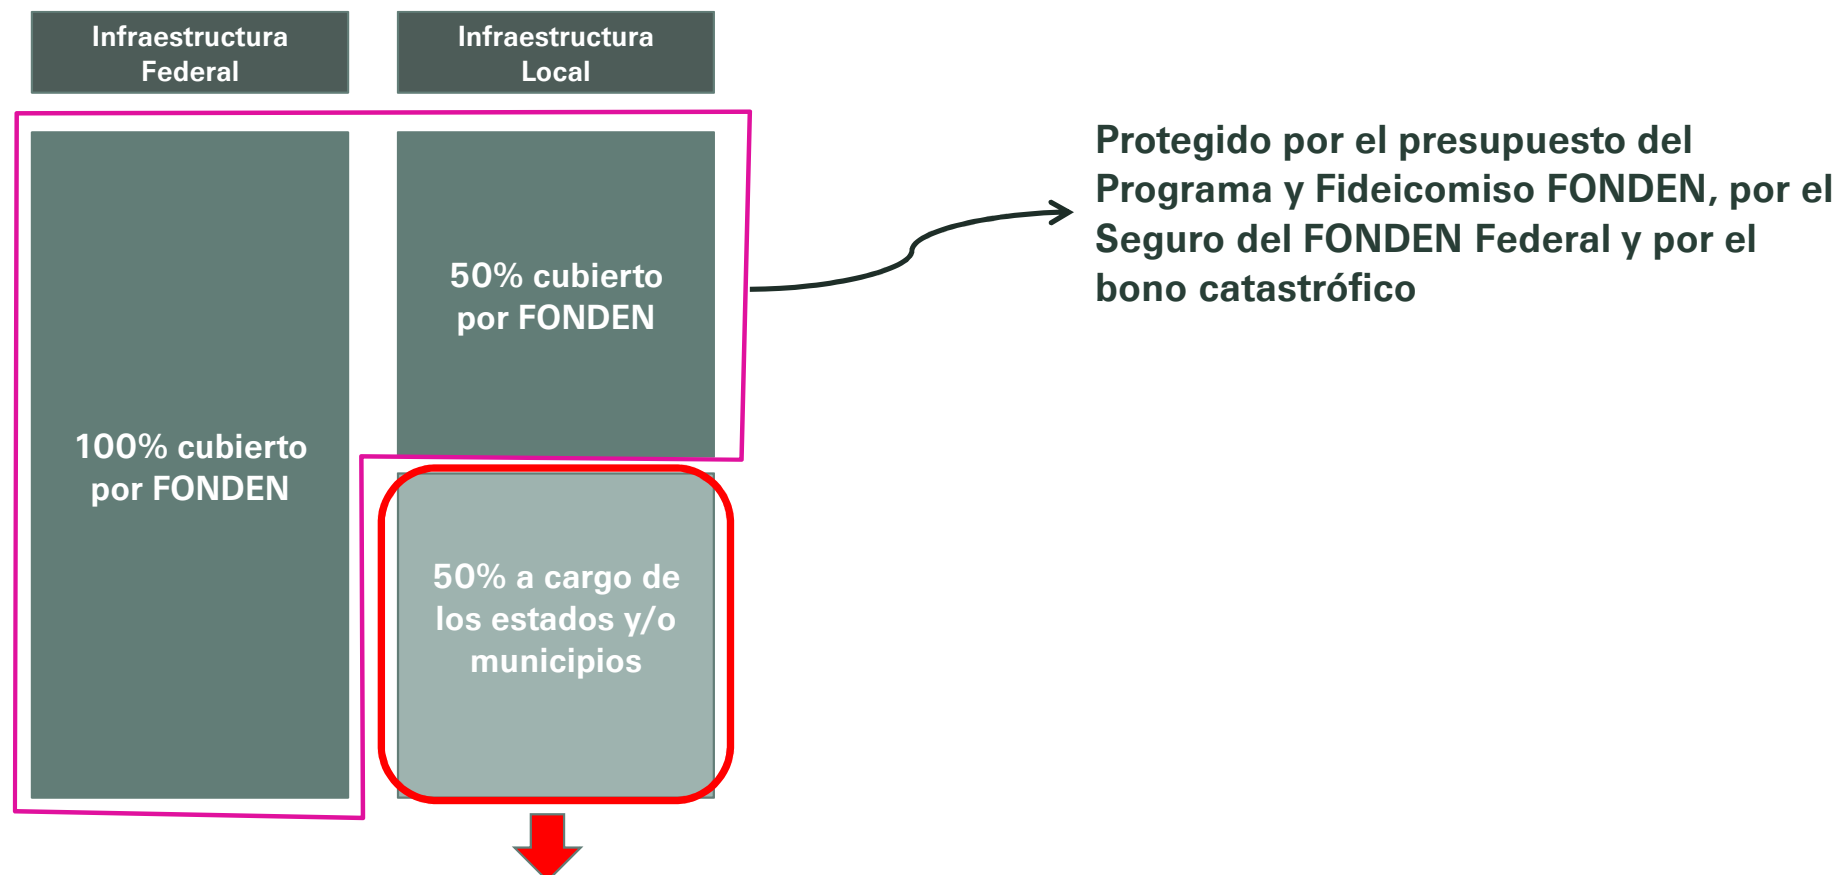 Infraestructura
Federal
Infraestructura
Local
100% cubierto
por FONDEN
50% cubierto
por FONDEN
50% a cargo de
los estados y/o
municipios
Protegido por el presupuesto del
Programa y Fideicomiso FONDEN, por el
Seguro del FONDEN Federal y por el
bono catastrófico